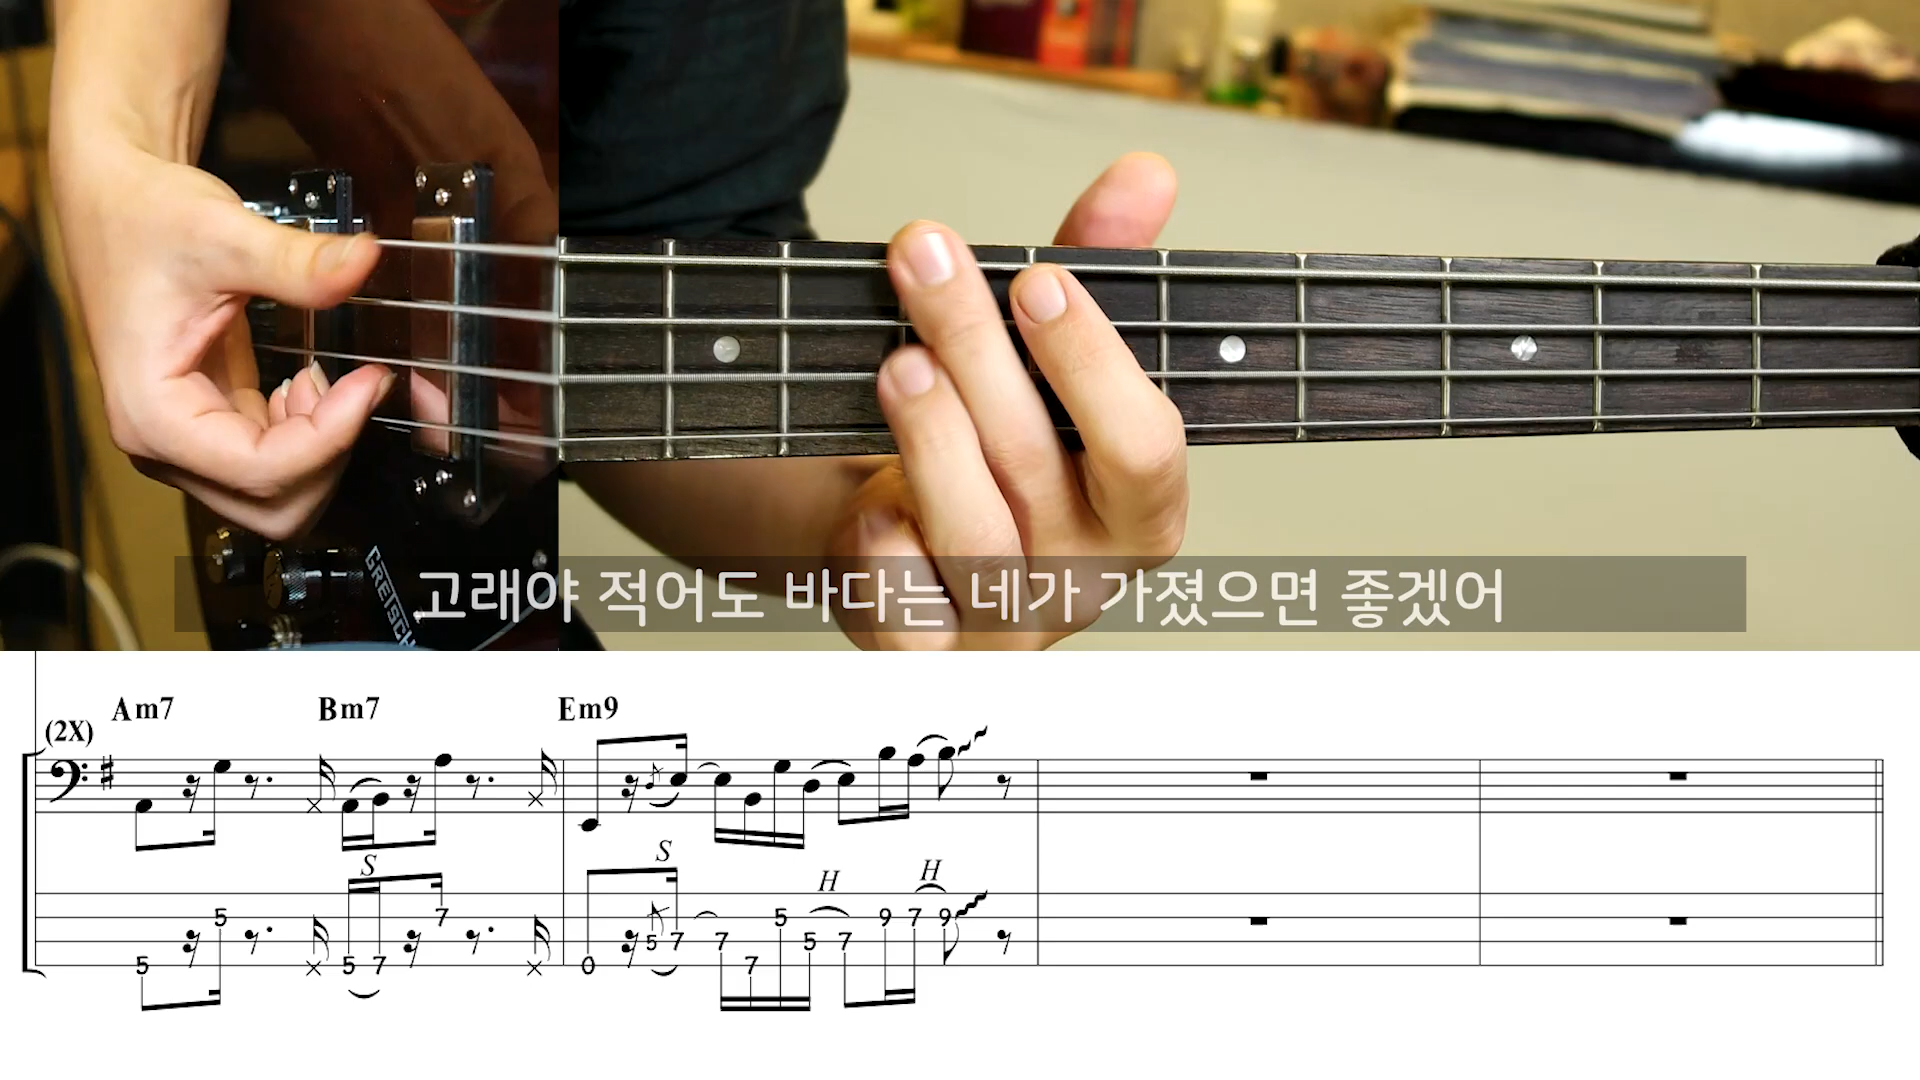 GRETSCH
고래야 적어도 바다는 네가 가졌으면 좋겠어
Am7 Bm7 Em9
(2X)
S S H H
5 5 5 7 7 0 5 7 7 7 5 5 7 9 7 9